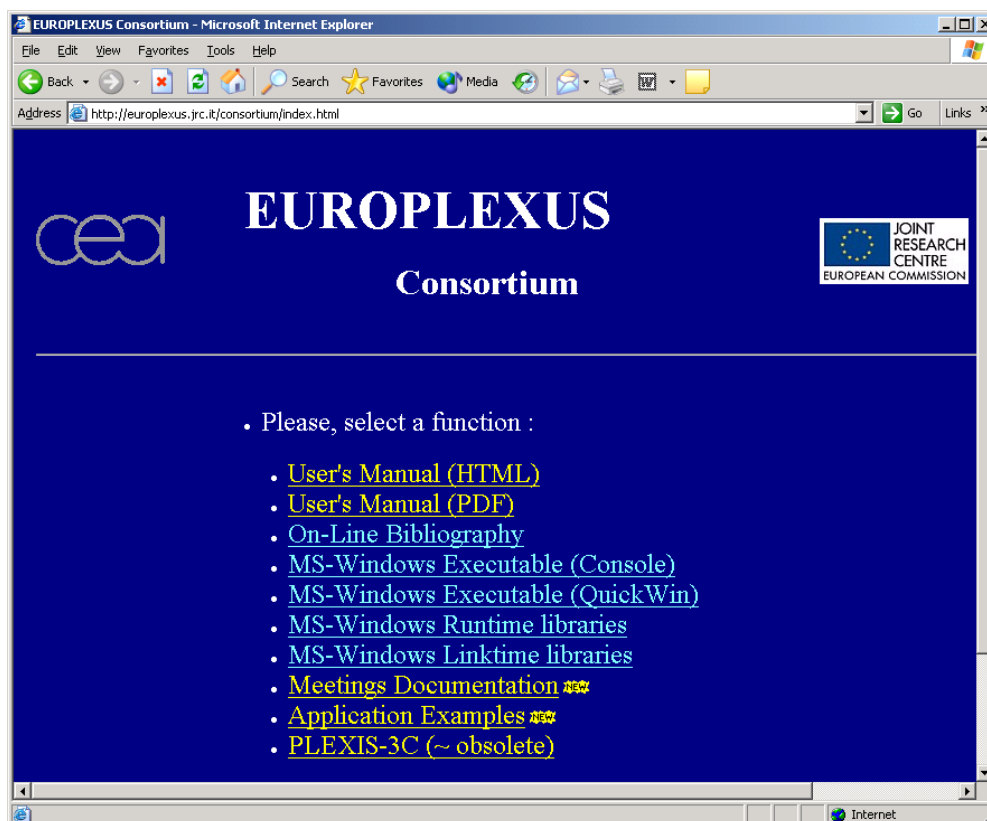 EUROPLEXUS Consortium - Microsoft Internet Explorer
File Edit View Favorites Tools Help
Back Search Favorites Media
Address http://europlexus.jrc.it/consortium/index.html Go Links »
cea
EUROPLEXUS
Consortium
JOINT
RESEARCH
CENTRE
EUROPEAN COMMISSION
Please, select a function :
User's Manual (HTML)
User's Manual (PDF)
On-Line Bibliography
MS-Windows Executable (Console)
MS-Windows Executable (QuickWin)
MS-Windows Runtime libraries
MS-Windows Linktime libraries
Meetings Documentation NEW
Application Examples NEW
PLEXIS-3C (~ obsolete)
Internet